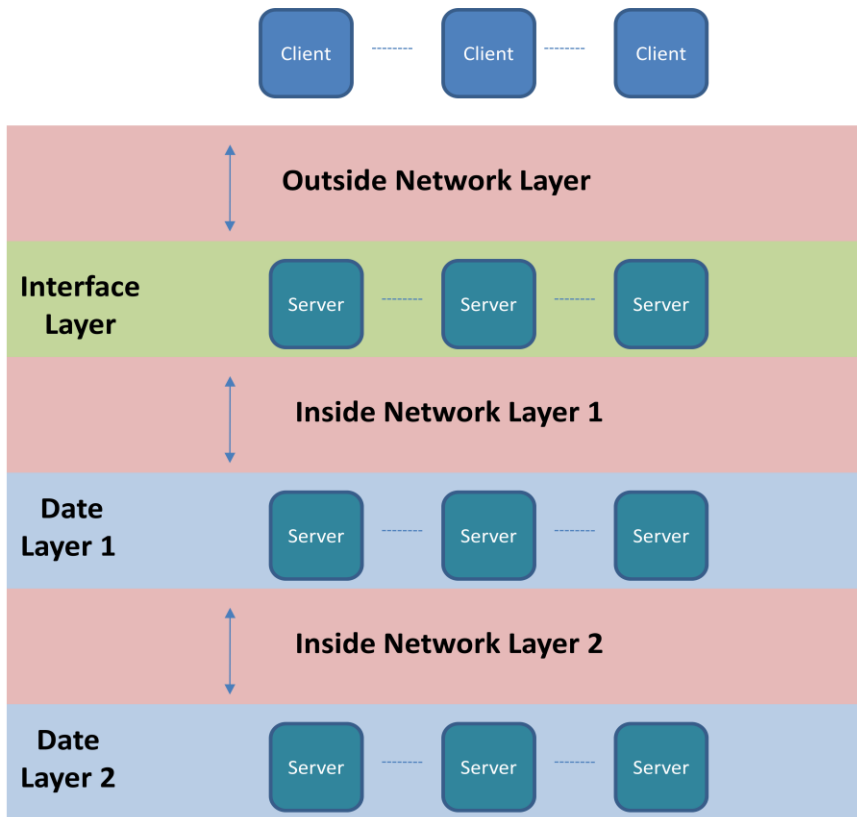 Client Client Client
Outside Network Layer
Interface
Layer
Server Server Server
Inside Network Layer 1
Date
Layer 1
Server Server Server
Inside Network Layer 2
Date
Layer 2
Server Server Server